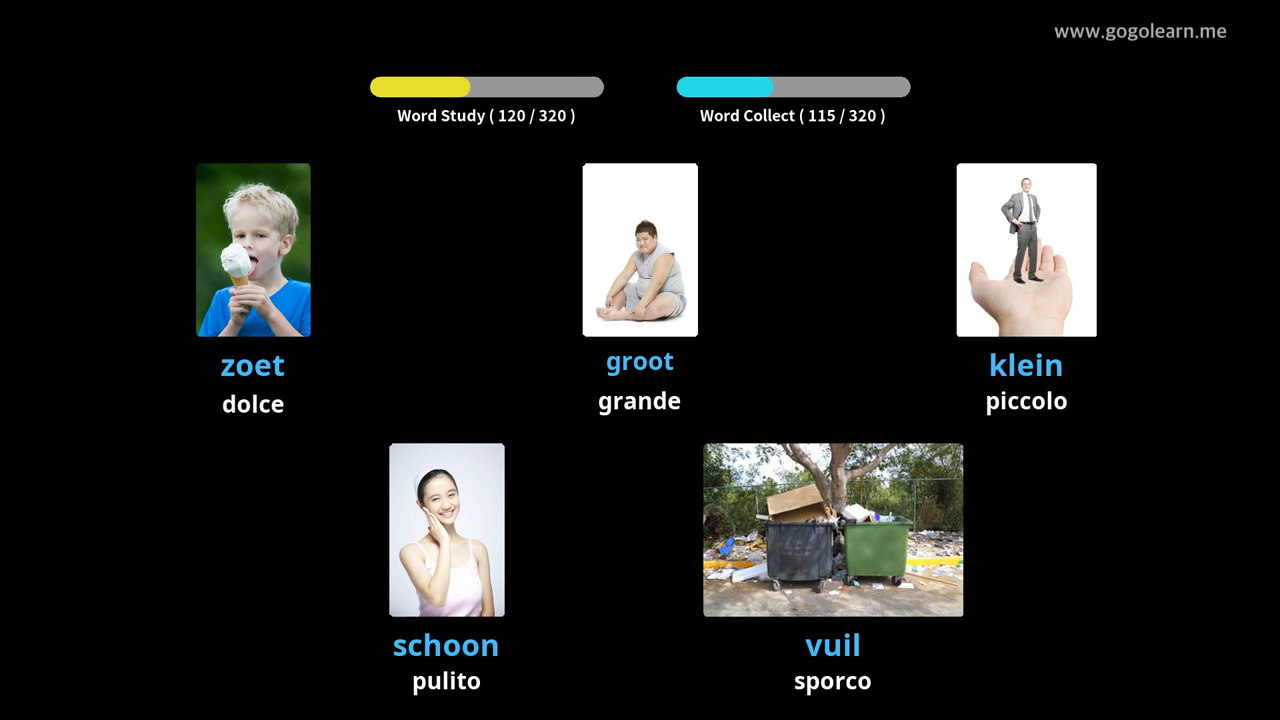 www.gogolearn.me
Word Study ( 120 / 320 )
Word Collect ( 115 / 320 )
zoet
dolce
groot
grande
klein
piccolo
schoon
pulito
vuil
sporco